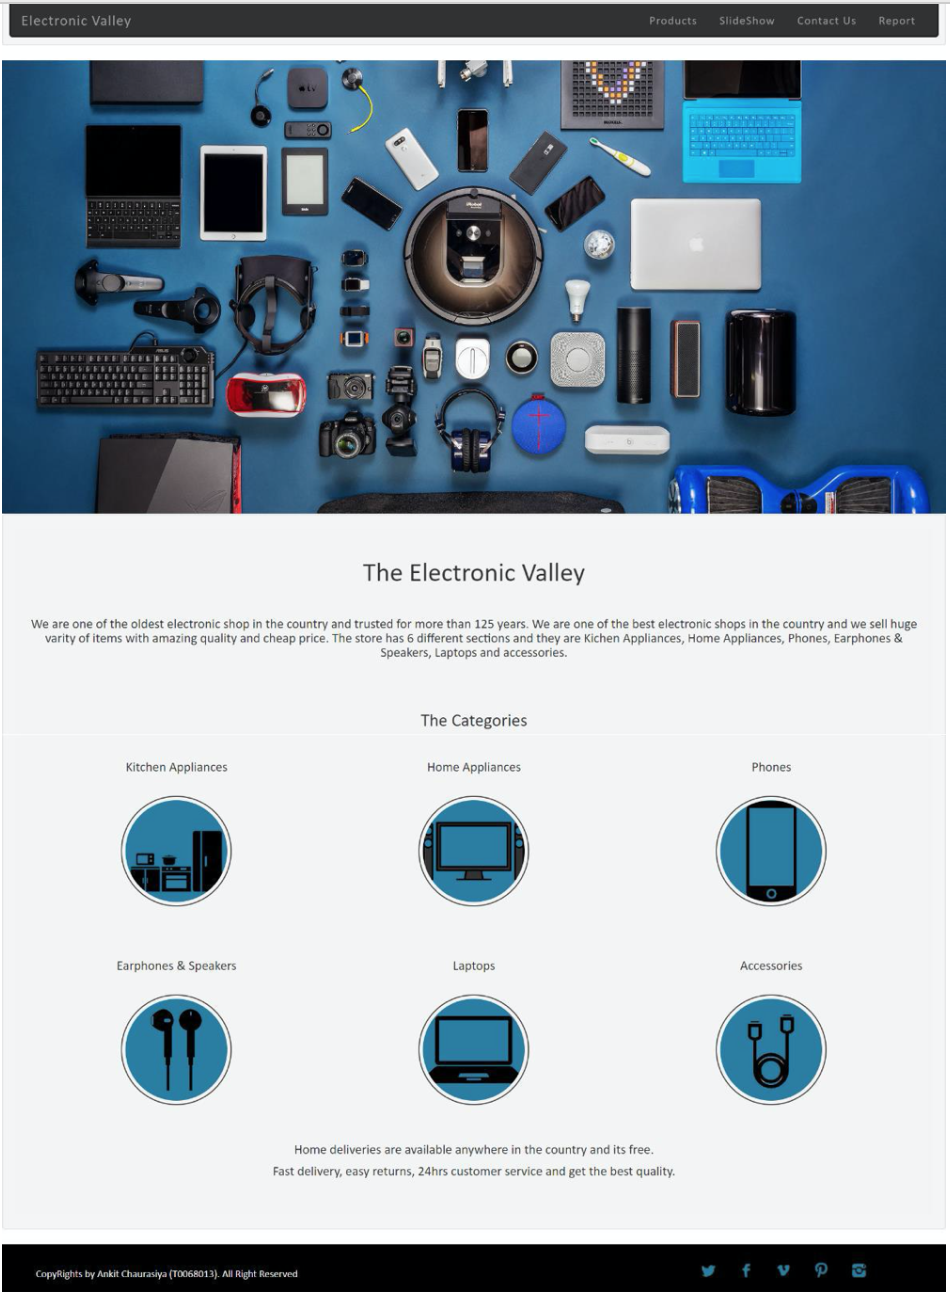 Electronic Valley
Products SlideShow Contact Us Report
The Electronic Valley
We are one of the oldest electronic shop in the country and trusted for more than 125 years. We are one of the best electronic shops in the country and we sell huge
varity of items with amazing quality and cheap price. The store has 6 different sections and they are Kichen Appliances, Home Appliances, Phones, Earphones &
Speakers, Laptops and accessories.
The Categories
Kitchen Appliances Home Appliances Phones
Earphones & Speakers Laptops Accessories
Home deliveries are available anywhere in the country and its free.
Fast delivery, easy returns, 24hrs customer service and get the best quality.
CopyRights by Ankit Chaurasiya (T0068013). All Right Reserved